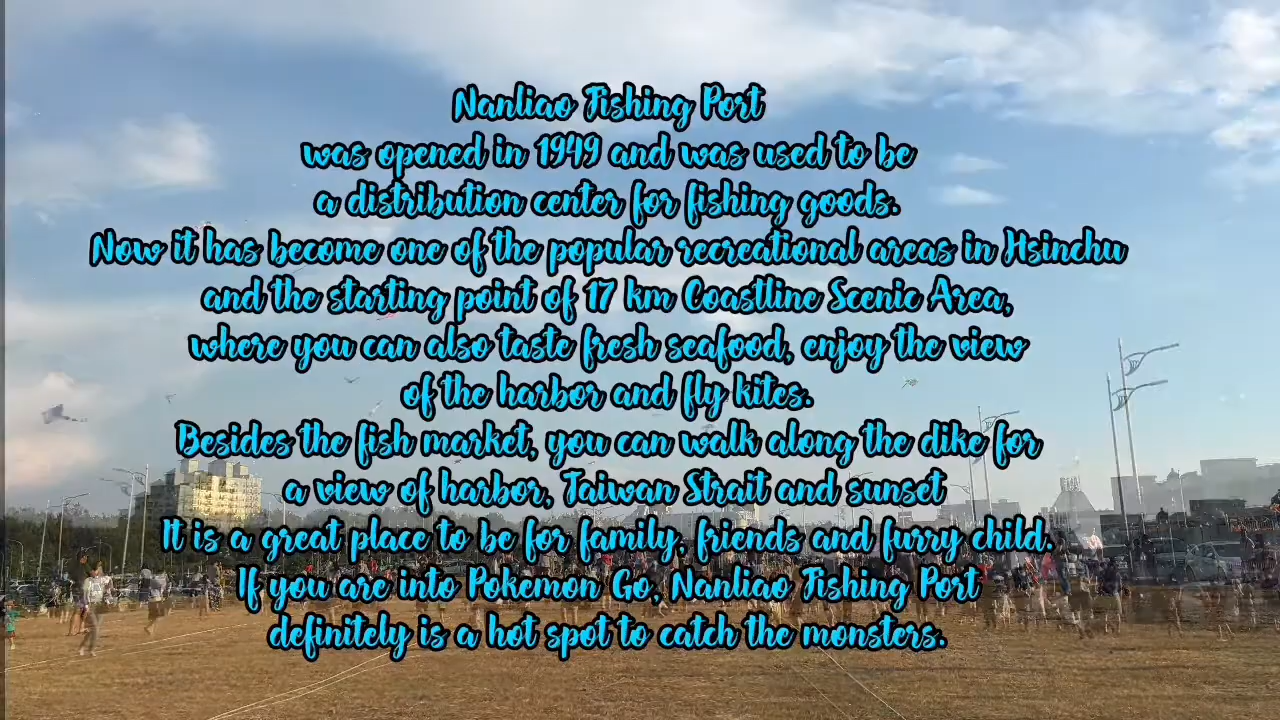 Nanliao Fishing Port
was opened in 1949 and was used to be
a distribution center for fishing goods.
Now it has become one of the popular recreational areas in Hsinchu
and the starting point of 17 km Coastline Scenic Area,
where you can also taste fresh seafood, enjoy the view
of the harbor and fly kites.
Besides the fish market, you can walk along the dike for
a view of harbor, Taiwan Strait and sunset
It is a great place to be for family, friends and furry child.
If you are into Pokemon Go, Nanliao Fishing Port
definitely is a hot spot to catch the monsters.